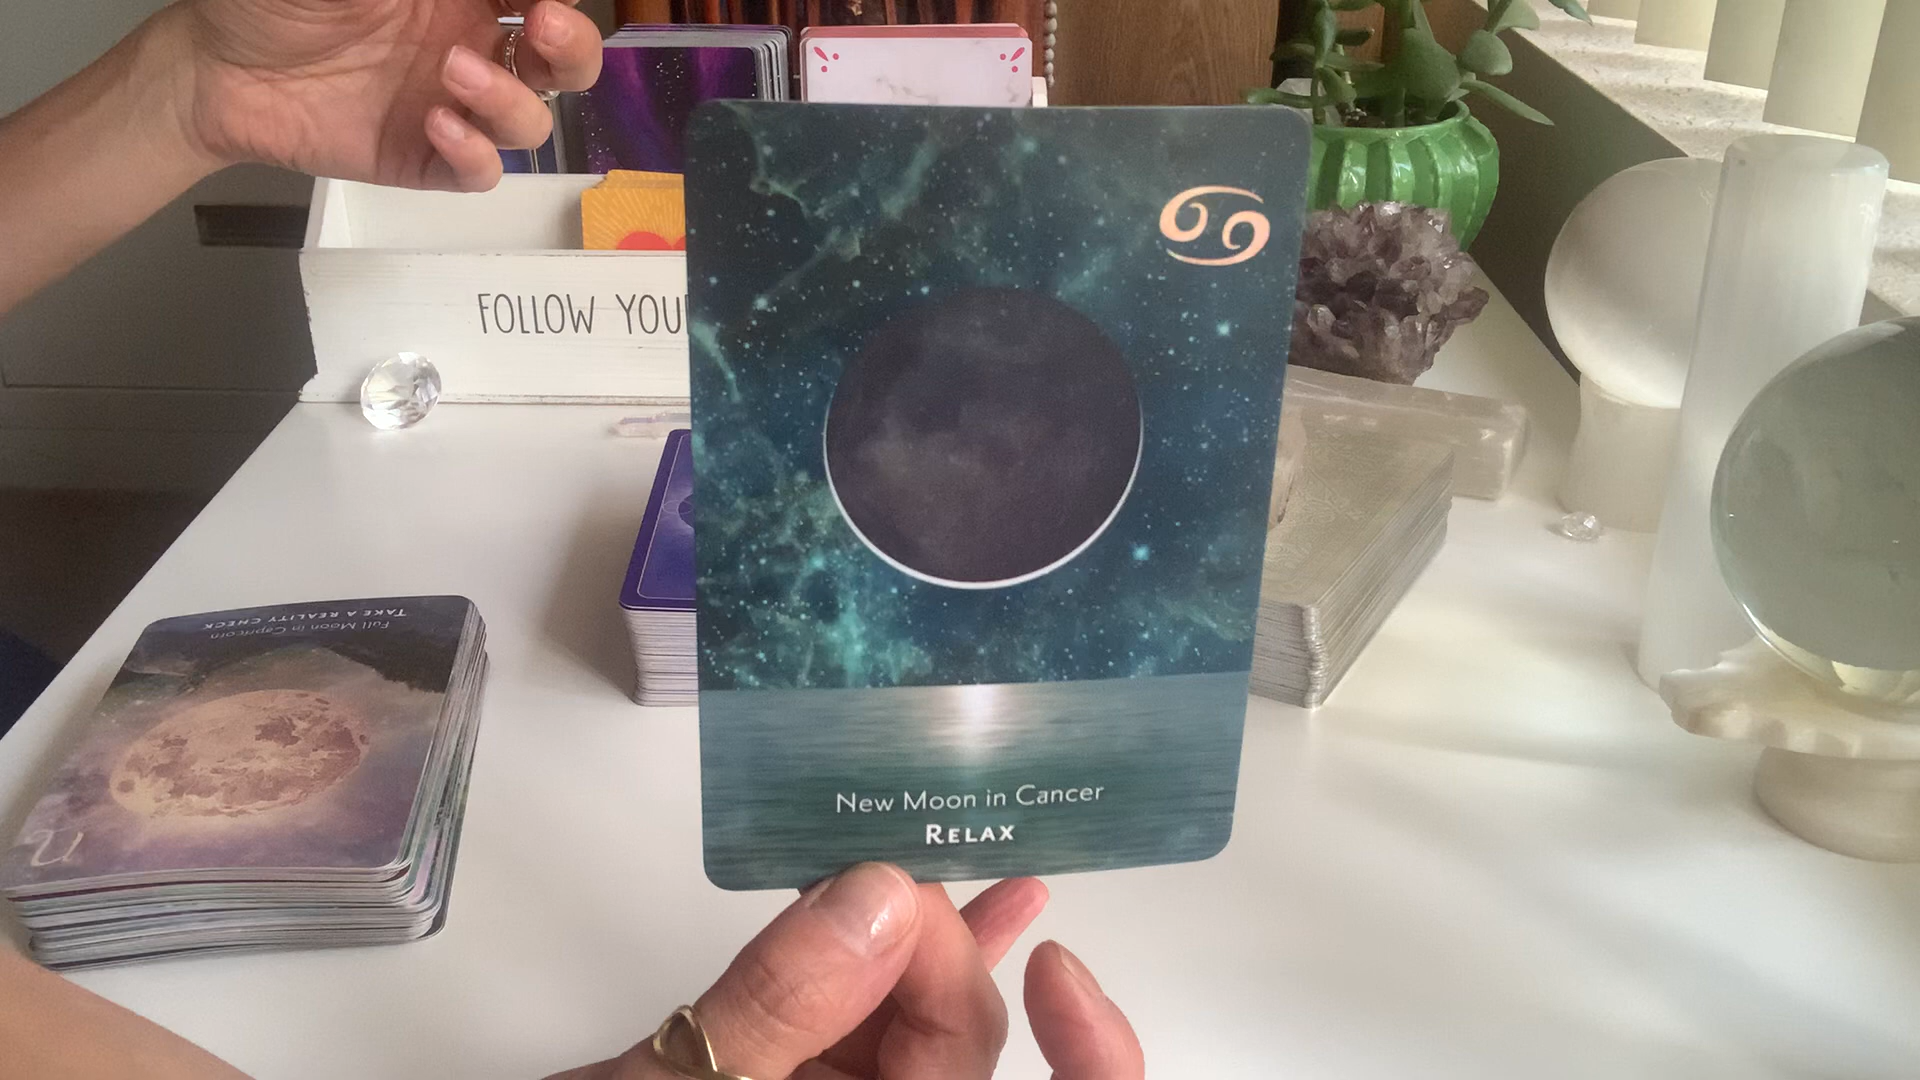 FOLLOW YOU
New Moon in Cancer
RELAX
TAKE A REALITY CHECK
Full Moon in Capricorn